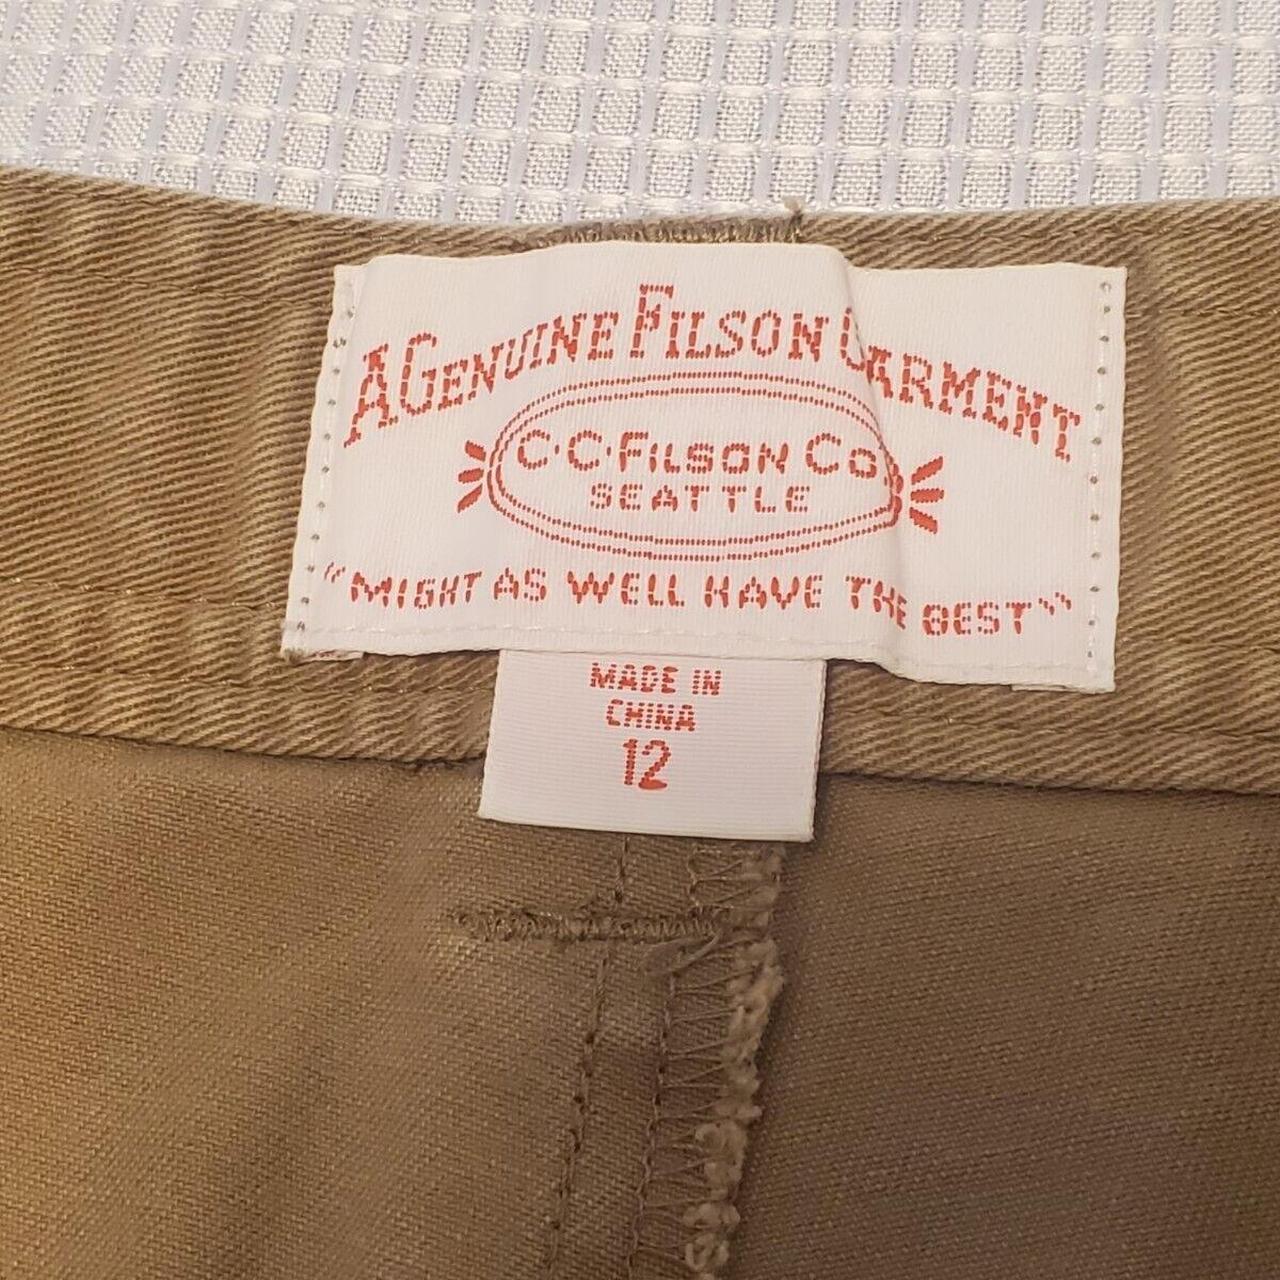 A GENUINE FILSON GARMENT
C·C·FILSON CO.
SEATTLE
"MIGHT AS WELL HAVE THE BEST"
MADE IN
CHINA
12